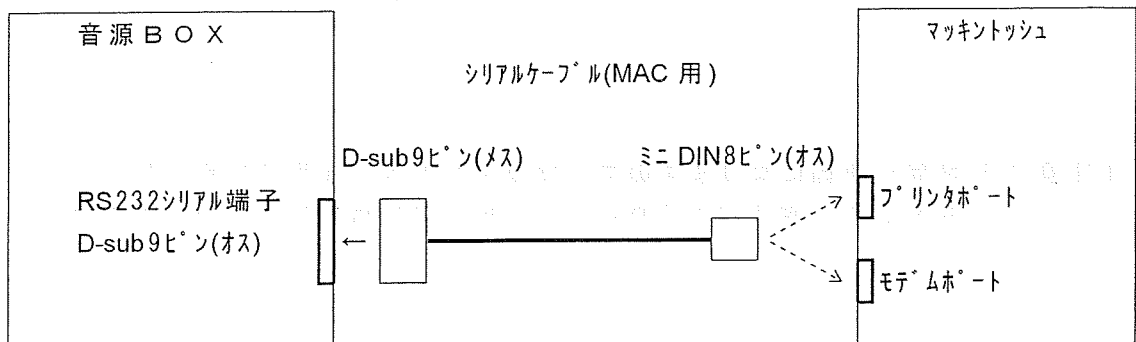 音源ＢＯＸ
ﾏｯｷﾝﾄｯｼｭ
ｼﾘｱﾙｹｰﾌﾞﾙ(MAC 用)
D-sub9ﾋﾟﾝ(ﾒｽ)
ﾐﾆ DIN8ﾋﾟﾝ(ｵｽ)
RS232ｼﾘｱﾙ端子
D-sub9ﾋﾟﾝ(ｵｽ)
←
ﾌﾟﾘﾝﾀﾎﾟｰﾄ
ﾓﾃﾞﾑﾎﾟｰﾄ